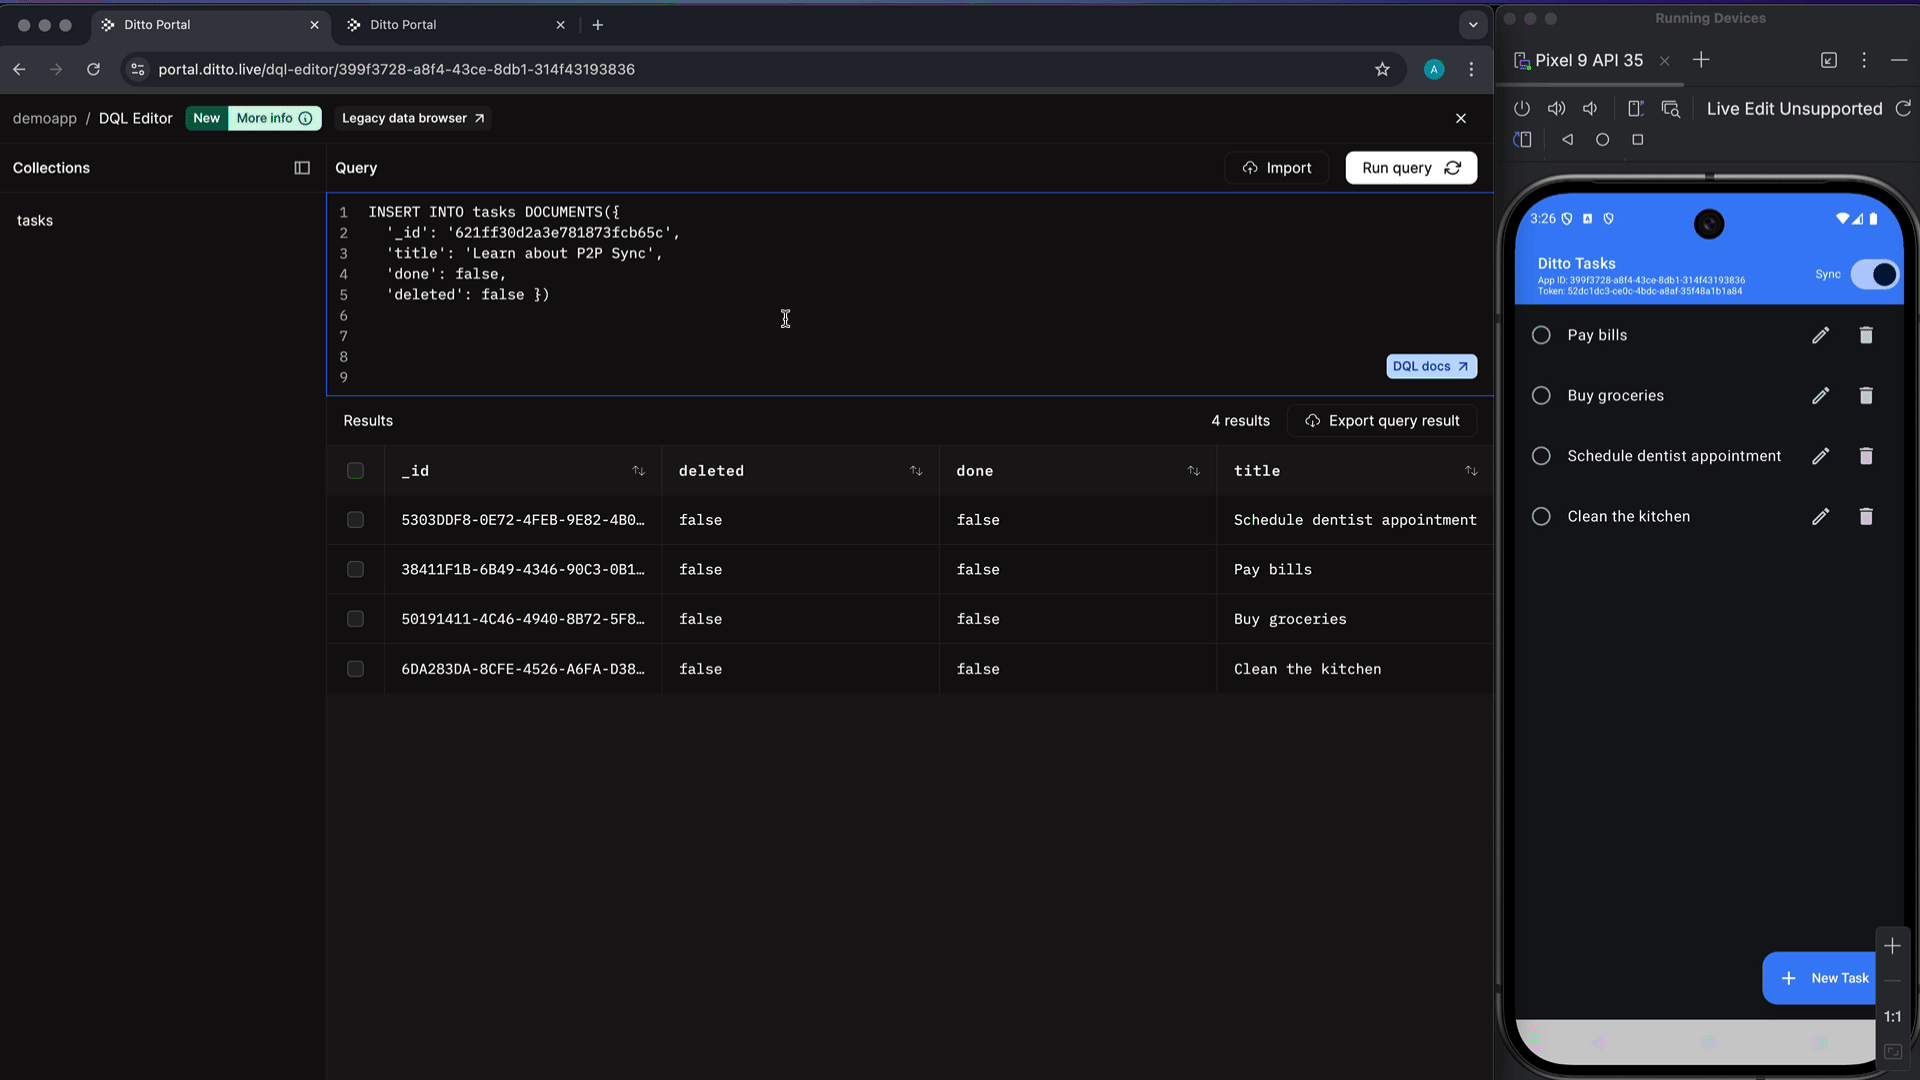 Ditto Portal
Ditto Portal
portal.ditto.live/dql-editor/399f3728-a8f4-43ce-8db1-314f43193836
A
demoapp / DQL Editor New More info Legacy data browser
Collections
tasks
Query
Import
Run query
1 INSERT INTO tasks DOCUMENTS({
2 '_id': '621ff30d2a3e781873fcb65c',
3 'title': 'Learn about P2P Sync',
4 'done': false,
5 'deleted': false })
6
7
8
9
DQL docs
Results
4 results
Export query result
_id deleted done title
5303DDF8-0E72-4FEB-9E82-4B0… false false Schedule dentist appointment
38411F1B-6B49-4346-90C3-0B1… false false Pay bills
50191411-4C46-4940-8B72-5F8… false false Buy groceries
6DA283DA-8CFE-4526-A6FA-D38… false false Clean the kitchen
Running Devices
Pixel 9 API 35
Live Edit Unsupported
3:26
Ditto Tasks
App ID: 399f3728-a8f4-43ce-8db1-314f43193836
Token: 52dc1dc3-ce0c-4bdc-a8af-35f48a1b1a84
Sync
Pay bills
Buy groceries
Schedule dentist appointment
Clean the kitchen
New Task
1:1